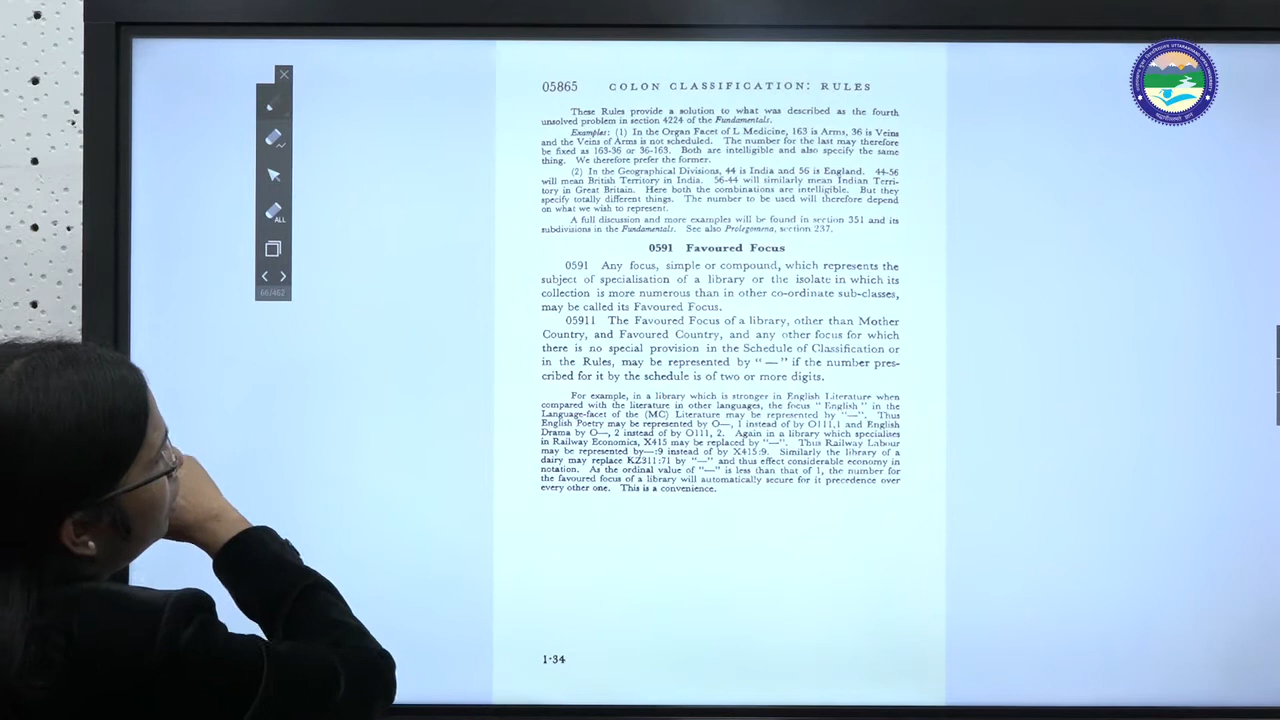 05865 COLON CLASSIFICATION: RULES
These Rules provide a solution to what was described as the fourth
unsolved problem in section 4224 of the Fundamentals.
Examples: (1) In the Organ Facet of L Medicine, 163 is Arms, 36 is Veins
and the Veins of Arms is not scheduled. The number for the last may therefore
be fixed as 163-36 or 36-163. Both are intelligible and also specify the same
thing. We therefore prefer the former.
(2) In the Geographical Divisions, 44 is India and 56 is England. 44-56
will mean British Territory in India. 56-44 will similarly mean Indian Terri-
tory in Great Britain. Here both the combinations are intelligible. But they
specify totally different things. The number to be used will therefore depend
on what we wish to represent.
A full discussion and more examples will be found in section 351 and its
subdivisions in the Fundamentals. See also Prolegomena, section 237.
0591 Favoured Focus
0591 Any focus, simple or compound, which represents the
subject of specialisation of a library or the isolate in which its
collection is more numerous than in other co-ordinate sub-classes,
may be called its Favoured Focus.
05911 The Favoured Focus of a library, other than Mother
Country, and Favoured Country, and any other focus for which
there is no special provision in the Schedule of Classification or
in the Rules, may be represented by "—" if the number pres-
cribed for it by the schedule is of two or more digits.
For example, in a library which is stronger in English Literature when
compared with the literature in other languages, the focus "English" in the
Language-facet of the (MC) Literature may be represented by "—". Thus
English Poetry may be represented by O—, 1 instead of by O111,1 and English
Drama by O—, 2 instead of by O111, 2. Again in a library which specialises
in Railway Economics, X415 may be replaced by "—". Thus Railway Labour
may be represented by—:9 instead of by X415:9. Similarly the library of a
dairy may replace KZ311:71 by "—" and thus effect considerable economy in
notation. As the ordinal value of "—" is less than that of 1, the number for
the favoured focus of a library will automatically secure for it precedence over
every other one. This is a convenience.
1·34
ALL
66/462